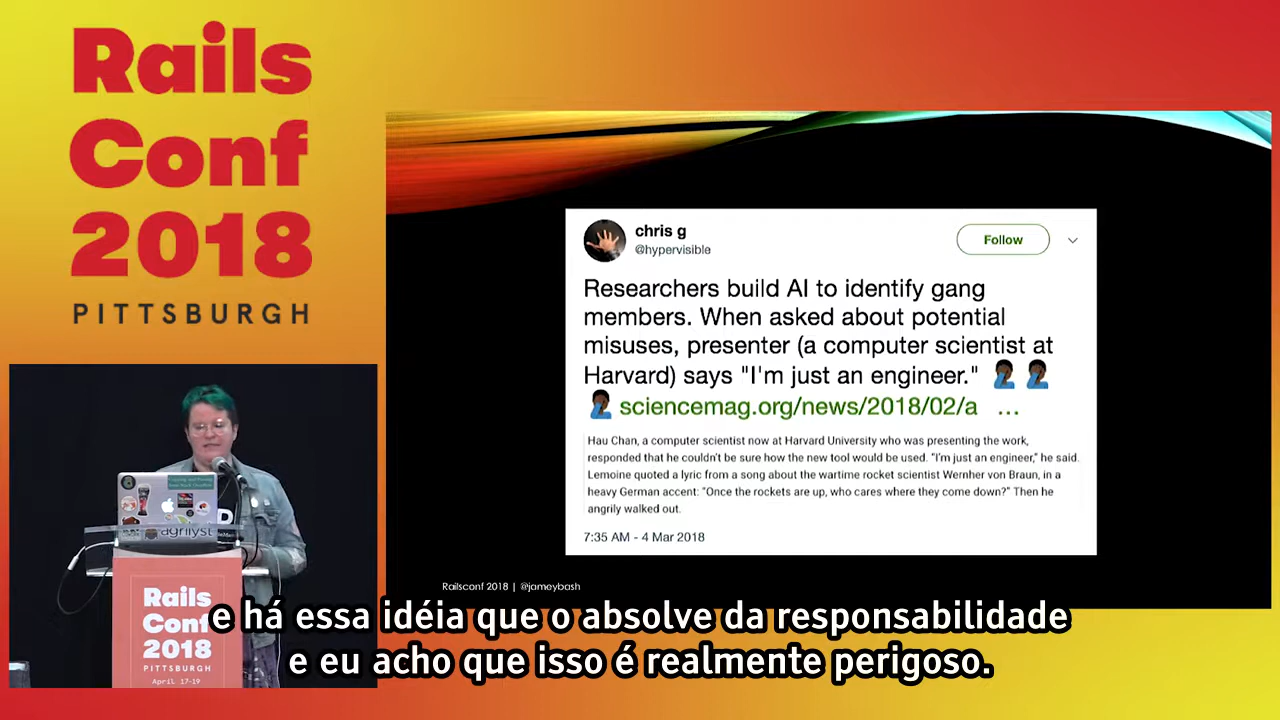 Rails
Conf
2018
PITTSBURGH
chris g
@hypervisible
Follow
Researchers build AI to identify gang
members. When asked about potential
misuses, presenter (a computer scientist at
Harvard) says "I'm just an engineer."
sciencemag.org/news/2018/02/a ...
Hau Chan, a computer scientist now at Harvard University who was presenting the work,
responded that he couldn't be sure how the new tool would be used. "I'm just an engineer," he said.
Lemoine quoted a lyric from a song about the wartime rocket scientist Wernher von Braun, in a
heavy German accent: "Once the rockets are up, who cares where they come down?" Then he
angrily walked out.
7:35 AM - 4 Mar 2018
Railsconf 2018 | @jameybash
agrilyst
Rails
Conf
2018
PITTSBURGH
April 17-19
e há essa idéia que o absolve da responsabilidade
e eu acho que isso é realmente perigoso.